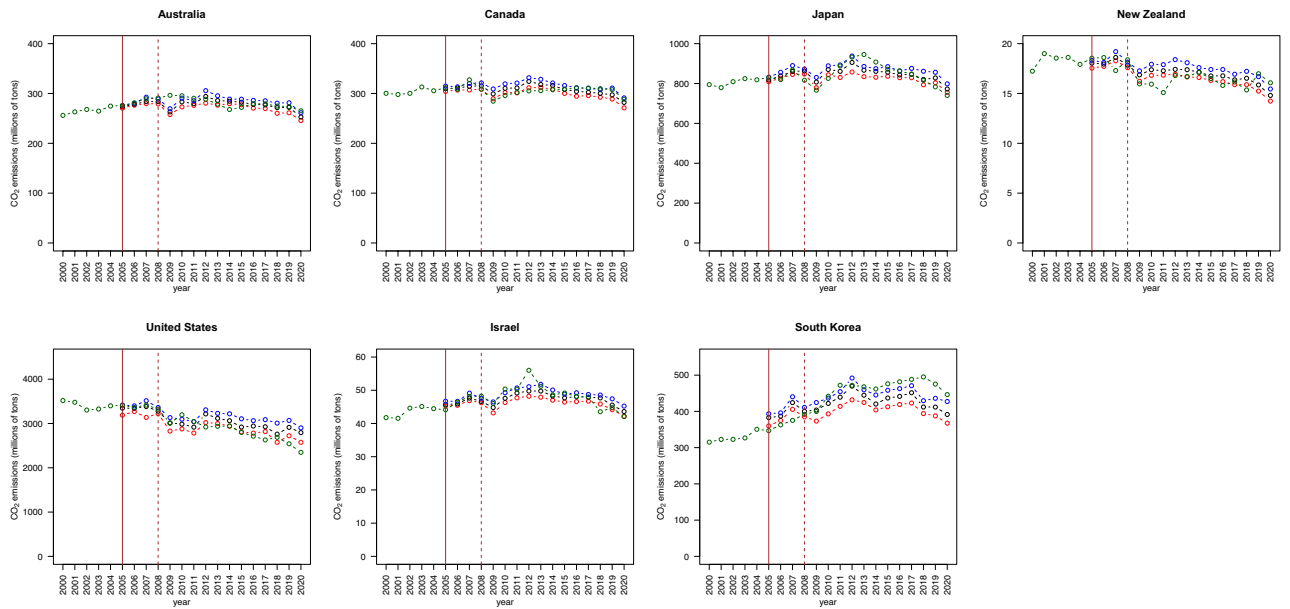 Australia
CO2 emissions (millions of tons)
400
300
200
100
0
2000 2001 2002 2003 2004 2005 2006 2007 2008 2009 2010 2011 2012 2013 2014 2015 2016 2017 2018 2019 2020
year
Canada
CO2 emissions (millions of tons)
400
300
200
100
0
2000 2001 2002 2003 2004 2005 2006 2007 2008 2009 2010 2011 2012 2013 2014 2015 2016 2017 2018 2019 2020
year
Japan
CO2 emissions (millions of tons)
1000
800
600
400
200
0
2000 2001 2002 2003 2004 2005 2006 2007 2008 2009 2010 2011 2012 2013 2014 2015 2016 2017 2018 2019 2020
year
New Zealand
CO2 emissions (millions of tons)
20
15
10
5
0
2000 2001 2002 2003 2004 2005 2006 2007 2008 2009 2010 2011 2012 2013 2014 2015 2016 2017 2018 2019 2020
year
United States
CO2 emissions (millions of tons)
4000
3000
2000
1000
0
2000 2001 2002 2003 2004 2005 2006 2007 2008 2009 2010 2011 2012 2013 2014 2015 2016 2017 2018 2019 2020
year
Israel
CO2 emissions (millions of tons)
60
50
40
30
20
10
0
2000 2001 2002 2003 2004 2005 2006 2007 2008 2009 2010 2011 2012 2013 2014 2015 2016 2017 2018 2019 2020
year
South Korea
CO2 emissions (millions of tons)
500
400
300
200
100
0
2000 2001 2002 2003 2004 2005 2006 2007 2008 2009 2010 2011 2012 2013 2014 2015 2016 2017 2018 2019 2020
year